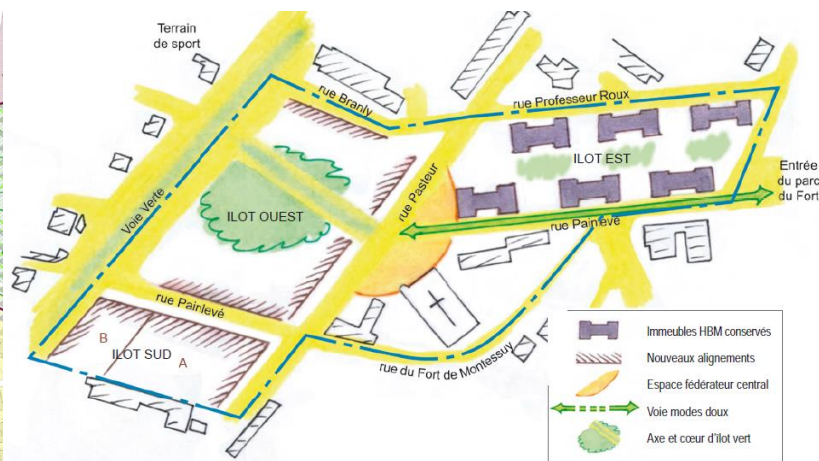 Terrain
de sport
rue Branly
rue Professeur Roux
ILOT EST
Entrée
du parc
du Fort
Voie Verte
ILOT OUEST
rue Pasteur
rue Painlevé
rue Painlevé
B
ILOT SUD
A
rue du Fort de Montessuy
Immeubles HBM conservés
Nouveaux alignements
Espace fédérateur central
Voie modes doux
Axe et cœur d'ilot vert